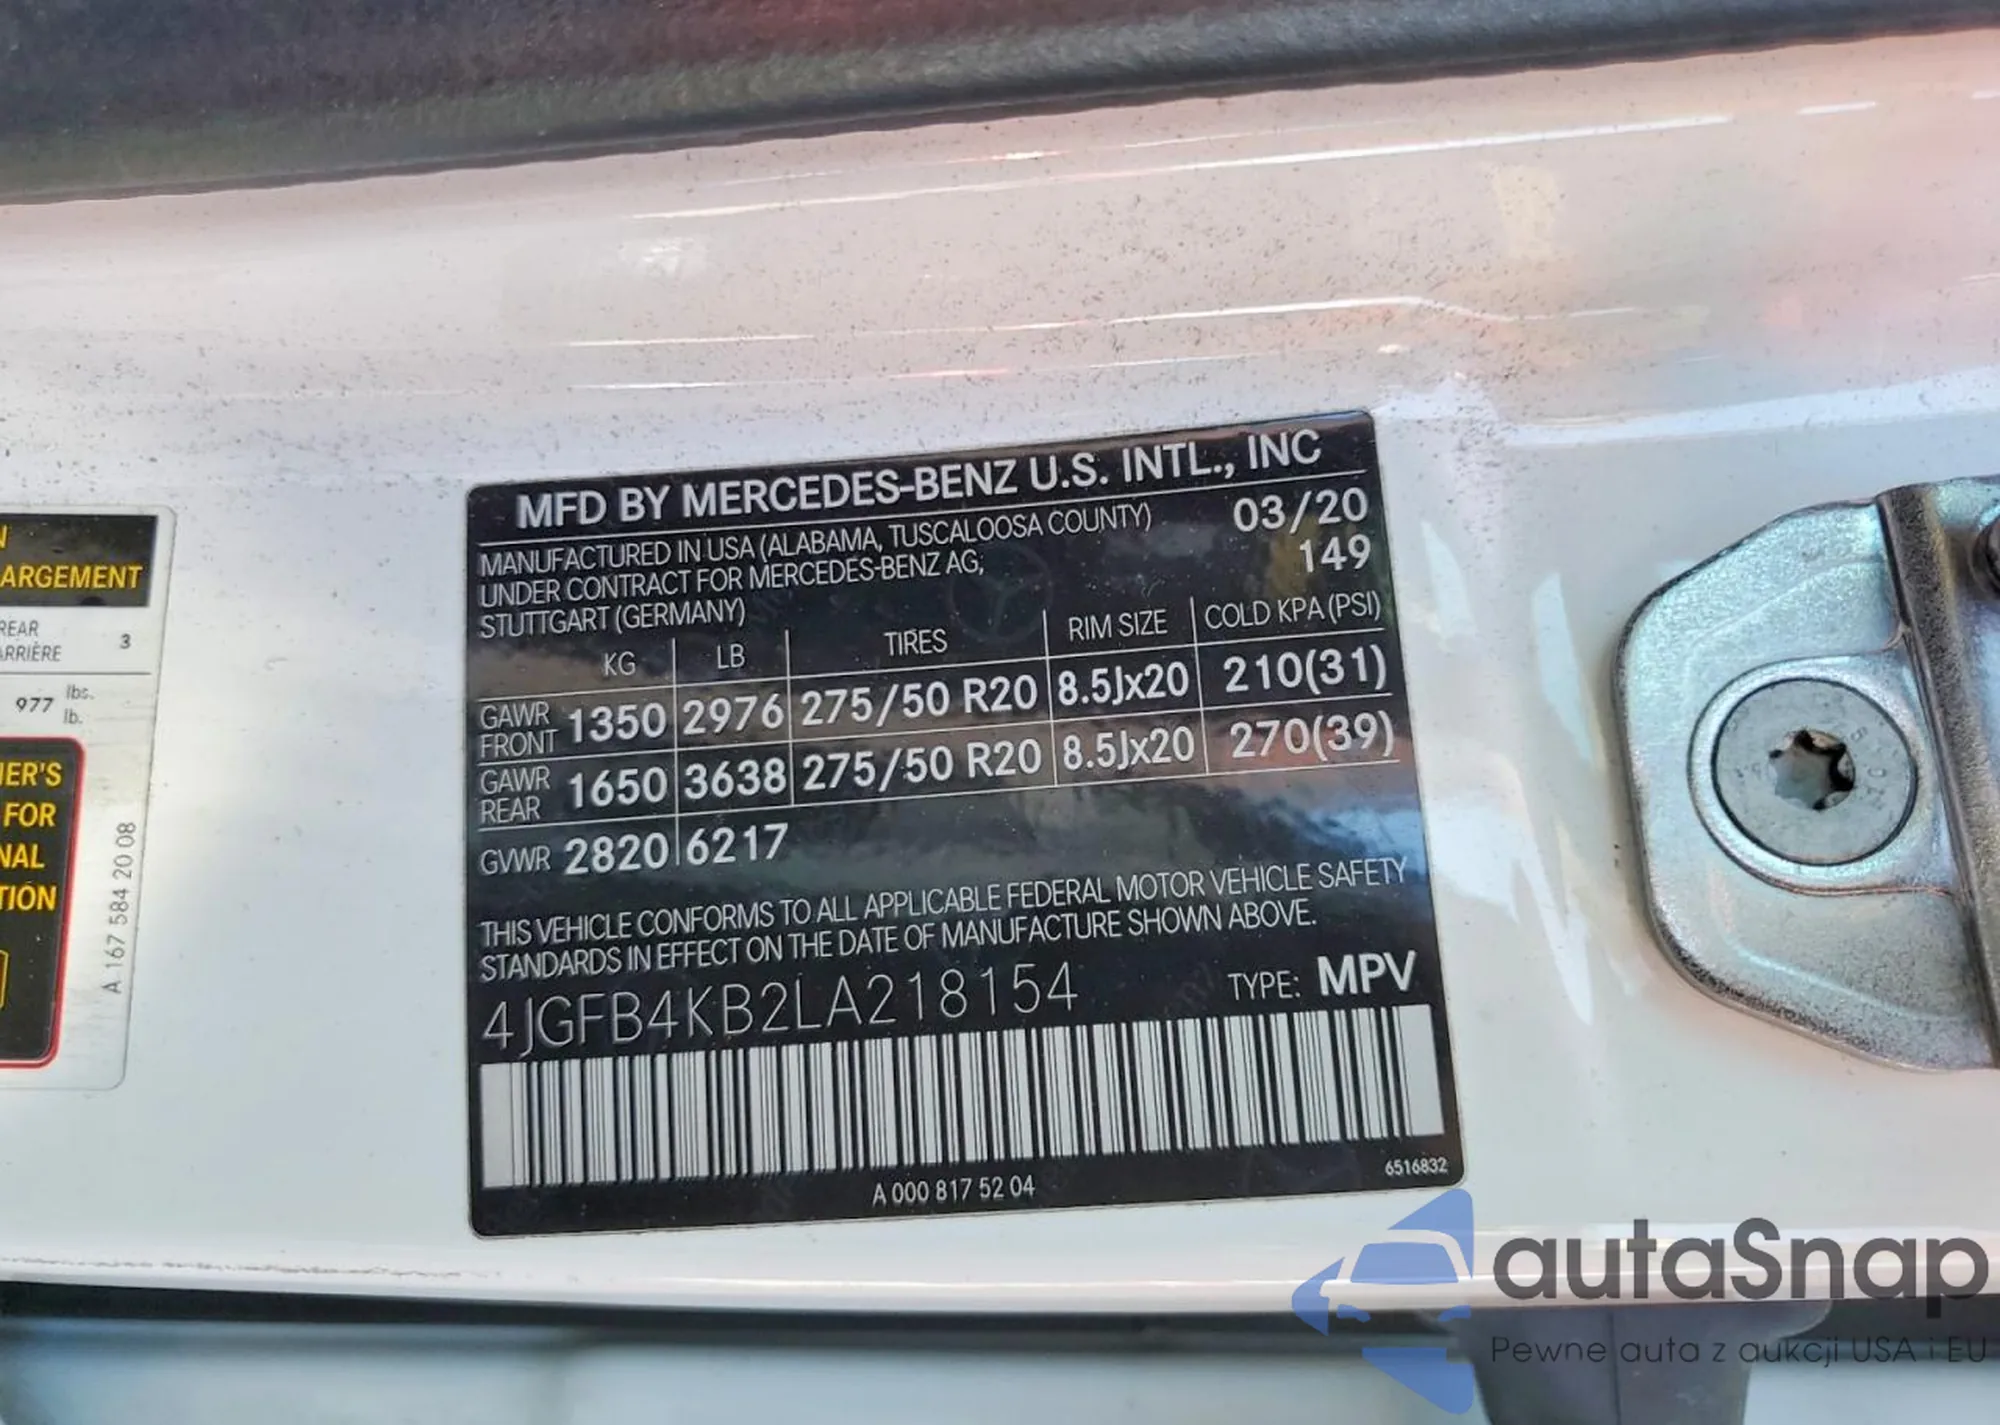 N
ARGEMENT
REAR
ARRIÈRE
3
977 lbs.
lb.
IER'S
FOR
NAL
TION
A 167 584 20 08
MFD BY MERCEDES-BENZ U.S. INTL., INC
MANUFACTURED IN USA (ALABAMA, TUSCALOOSA COUNTY) 03/20
UNDER CONTRACT FOR MERCEDES-BENZ AG; 149
STUTTGART (GERMANY)
KG LB TIRES RIM SIZE COLD KPA (PSI)
GAWR FRONT 1350 2976 275/50 R20 8.5Jx20 210(31)
GAWR REAR 1650 3638 275/50 R20 8.5Jx20 270(39)
GVWR 2820 6217
THIS VEHICLE CONFORMS TO ALL APPLICABLE FEDERAL MOTOR VEHICLE SAFETY
STANDARDS IN EFFECT ON THE DATE OF MANUFACTURE SHOWN ABOVE.
4JGFB4KB2LA218154 TYPE: MPV
6516832
A 000 817 52 04
autaSnap
Pewne auta z aukcji USA i EU